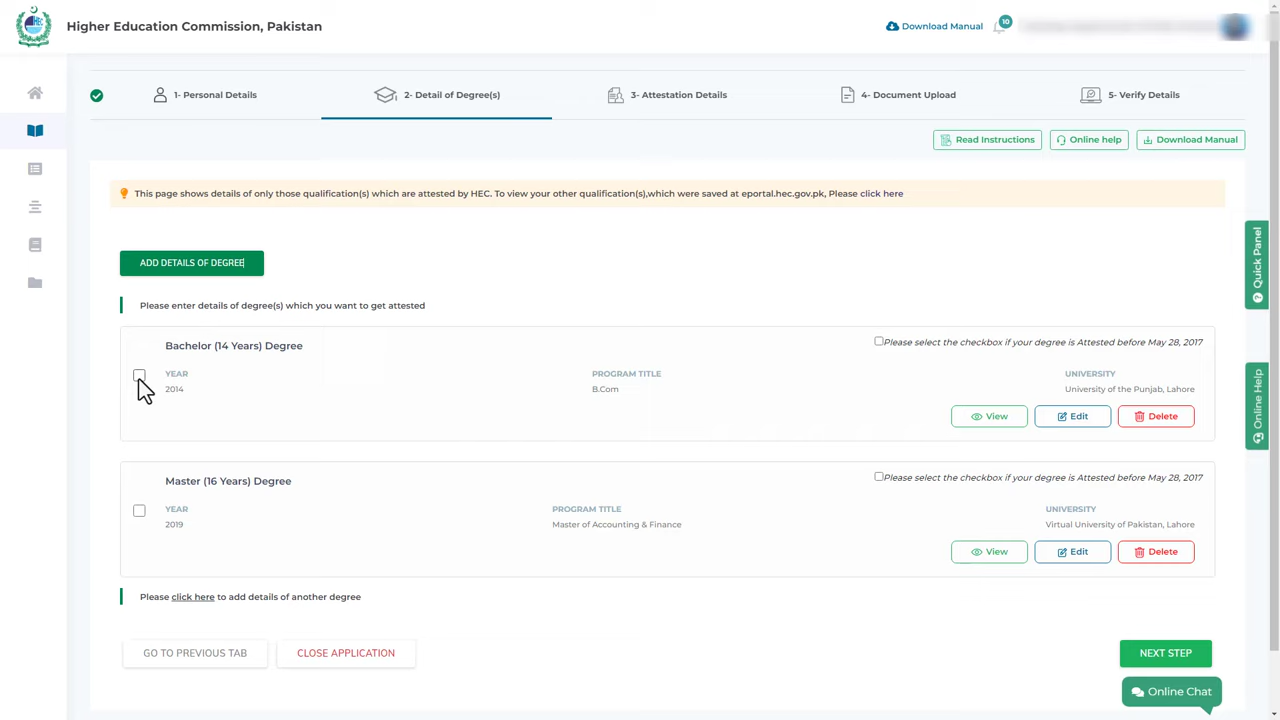 Higher Education Commission, Pakistan
Download Manual
10
HEC
1- Personal Details
2- Detail of Degree(s)
3- Attestation Details
4- Document Upload
5- Verify Details
Read Instructions
Online help
Download Manual
This page shows details of only those qualification(s) which are attested by HEC. To view your other qualification(s),which were saved at eportal.hec.gov.pk, Please click here
ADD DETAILS OF DEGREE
Please enter details of degree(s) which you want to get attested
Bachelor (14 Years) Degree
Please select the checkbox if your degree is Attested before May 28, 2017
YEAR
PROGRAM TITLE
UNIVERSITY
2014
B.Com
University of the Punjab, Lahore
View
Edit
Delete
Master (16 Years) Degree
Please select the checkbox if your degree is Attested before May 28, 2017
YEAR
PROGRAM TITLE
UNIVERSITY
2019
Master of Accounting & Finance
Virtual University of Pakistan, Lahore
View
Edit
Delete
Please click here to add details of another degree
GO TO PREVIOUS TAB
CLOSE APPLICATION
NEXT STEP
Online Chat
Quick Panel
Online Help